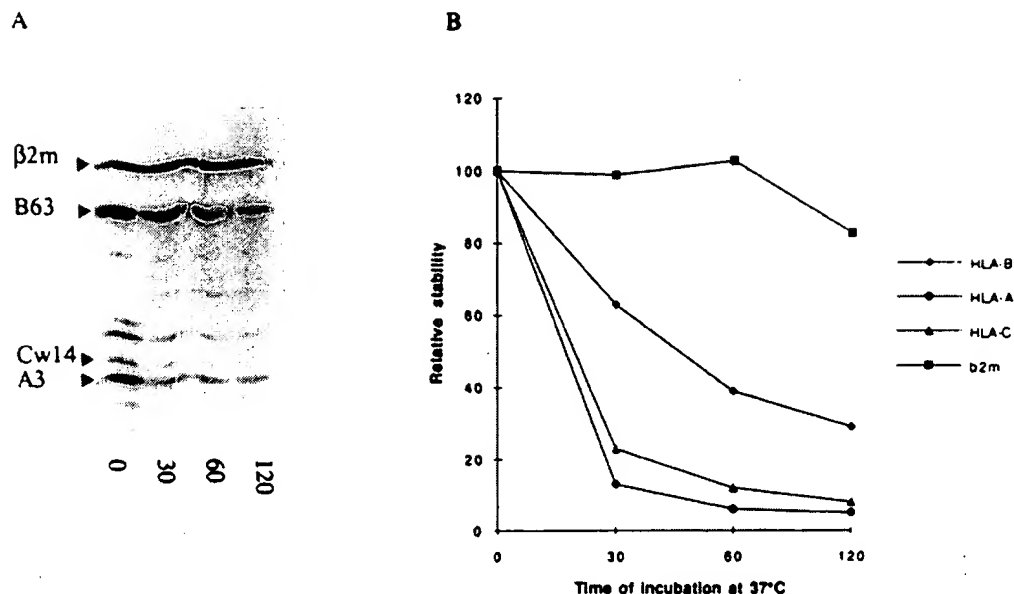 A
β2m
B63
Cw14
A3
0 30 60 120
B
Relative stability
120
100
80
60
40
20
0
0 30 60 120
Time of incubation at 37°C
HLA-B
HLA-A
HLA-C
b2m